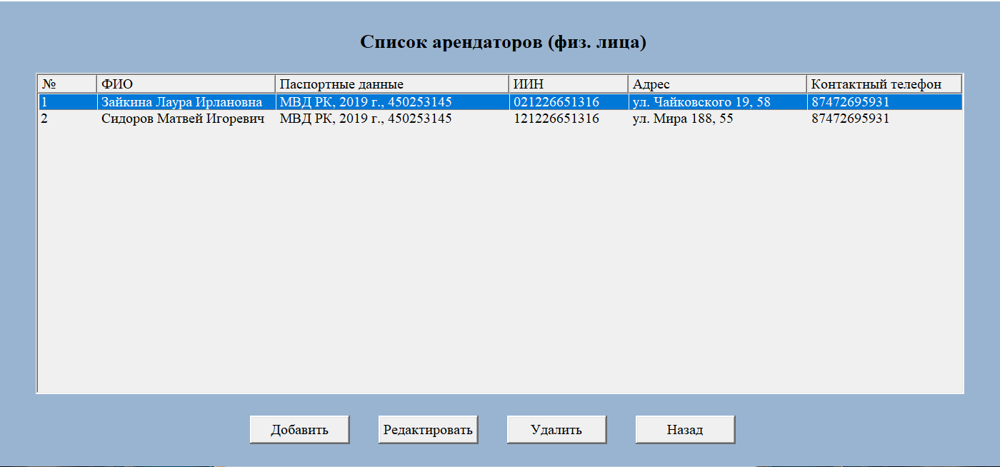 Список арендаторов (физ. лица)
№ ФИО Паспортные данные ИИН Адрес Контактный телефон
1 Зайкина Лаура Ирлановна МВД РК, 2019 г., 450253145 021226651316 ул. Чайковского 19, 58 87472695931
2 Сидоров Матвей Игоревич МВД РК, 2019 г., 450253145 121226651316 ул. Мира 188, 55 87472695931
Добавить Редактировать Удалить Назад